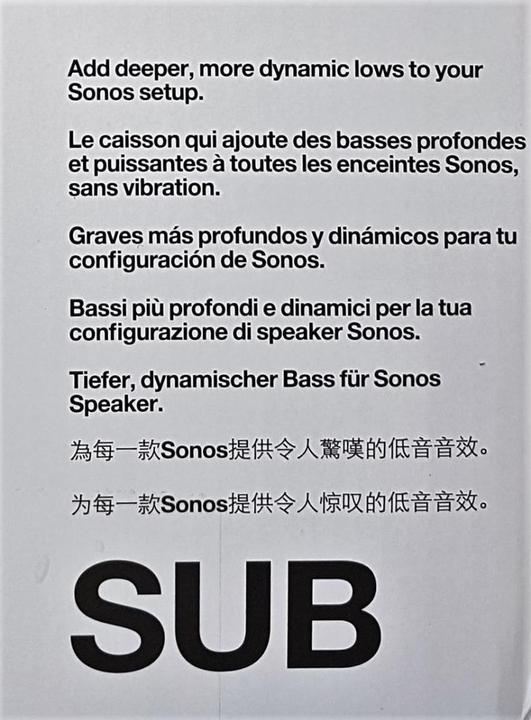 Add deeper, more dynamic lows to your
Sonos setup.
Le caisson qui ajoute des basses profondes
et puissantes à toutes les enceintes Sonos,
sans vibration.
Graves más profundos y dinámicos para tu
configuración de Sonos.
Bassi più profondi e dinamici per la tua
configurazione di speaker Sonos.
Tiefer, dynamischer Bass für Sonos
Speaker.
為每一款Sonos提供令人驚嘆的低音音效。
为每一款Sonos提供令人惊叹的低音音效。
SUB